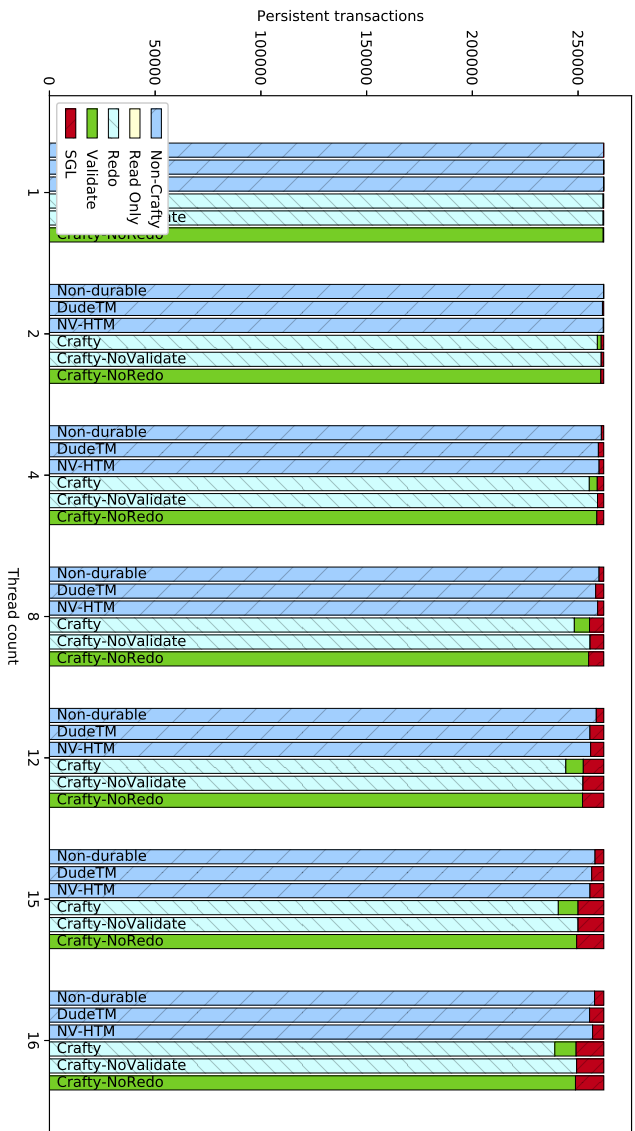 Persistent transactions
0
50000
100000
150000
200000
250000
Non-Crafty
Read Only
Redo
Validate
SGL
ate
Crafty-NoRedo
1
Non-durable
DudeTM
NV-HTM
Crafty
Crafty-NoValidate
Crafty-NoRedo
2
Non-durable
DudeTM
NV-HTM
Crafty
Crafty-NoValidate
Crafty-NoRedo
4
Non-durable
DudeTM
NV-HTM
Crafty
Crafty-NoValidate
Crafty-NoRedo
8
Non-durable
DudeTM
NV-HTM
Crafty
Crafty-NoValidate
Crafty-NoRedo
12
Non-durable
DudeTM
NV-HTM
Crafty
Crafty-NoValidate
Crafty-NoRedo
15
Non-durable
DudeTM
NV-HTM
Crafty
Crafty-NoValidate
Crafty-NoRedo
16
Thread count